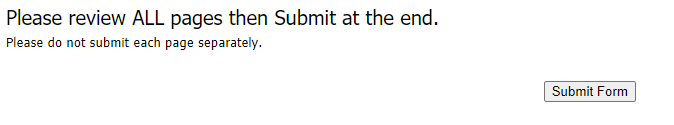 Please review ALL pages then Submit at the end.
Please do not submit each page separately.
Submit Form